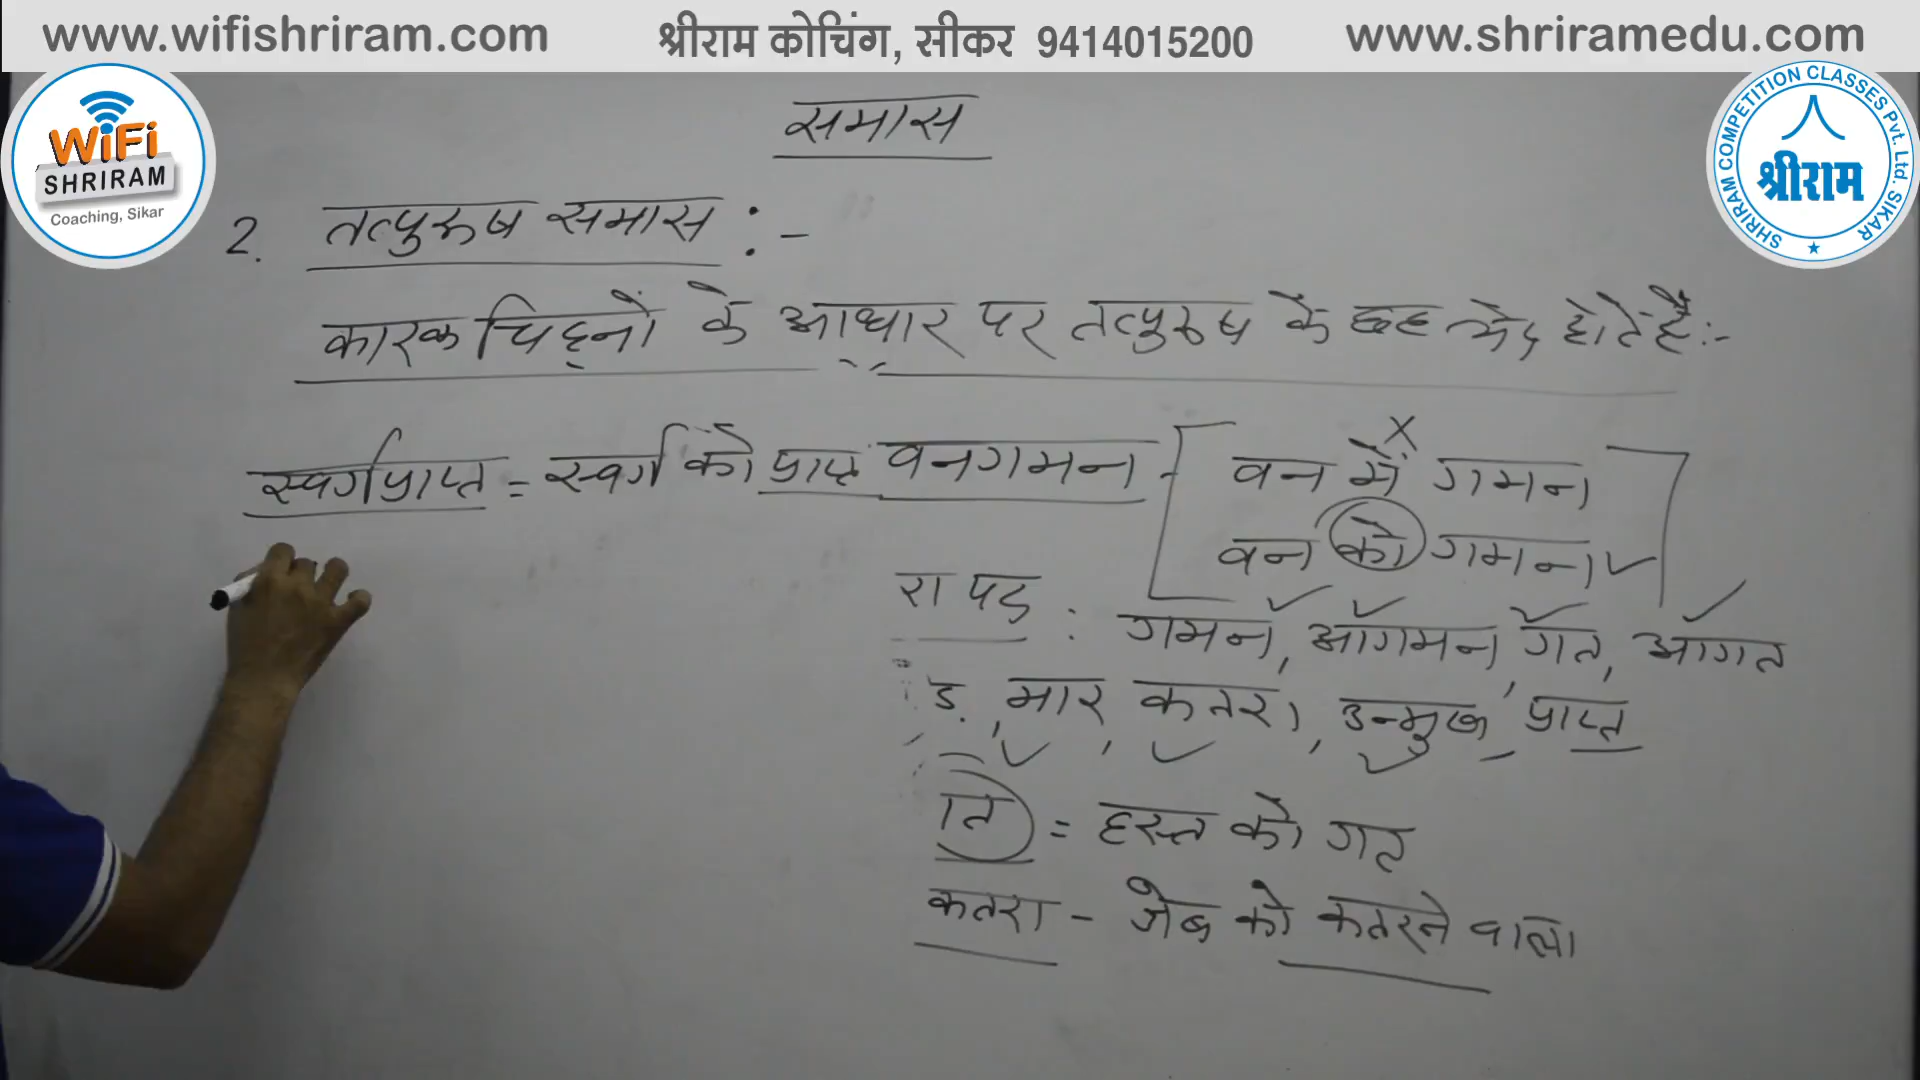 www.wifishriram.com श्रीराम कोचिंग, सीकर 9414015200 www.shriramedu.com
WiFi
SHRIRAM
Coaching, Sikar
SHRIRAM COMPETITION CLASSES Pvt. Ltd. SIKAR
श्रीराम
समास
2. तत्पुरुष समास :-
कारक चिह्नों के आधार पर तत्पुरुष के छह भेद होते हैं :-
स्वर्गप्राप्त = स्वर्ग को प्राप्त वनगमन - [ वन में गमन ] X
वन को गमन ✓
रा पद : गमन, आगमन, गत, आगत
ड़, मार, कतरा, उन्मुख, प्राप्त
ति = हस्त को गत
कतरा - जेब को कतरने वाला